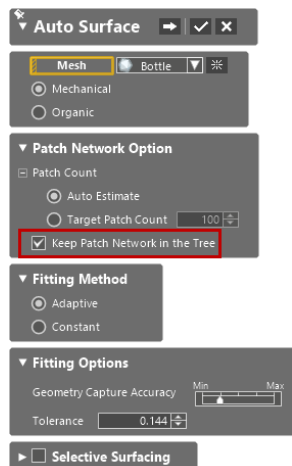 Auto Surface
Mesh Bottle
Mechanical
Organic
Patch Network Option
Patch Count
Auto Estimate
Target Patch Count 100
Keep Patch Network in the Tree
Fitting Method
Adaptive
Constant
Fitting Options
Min Max
Geometry Capture Accuracy
Tolerance 0.144
Selective Surfacing